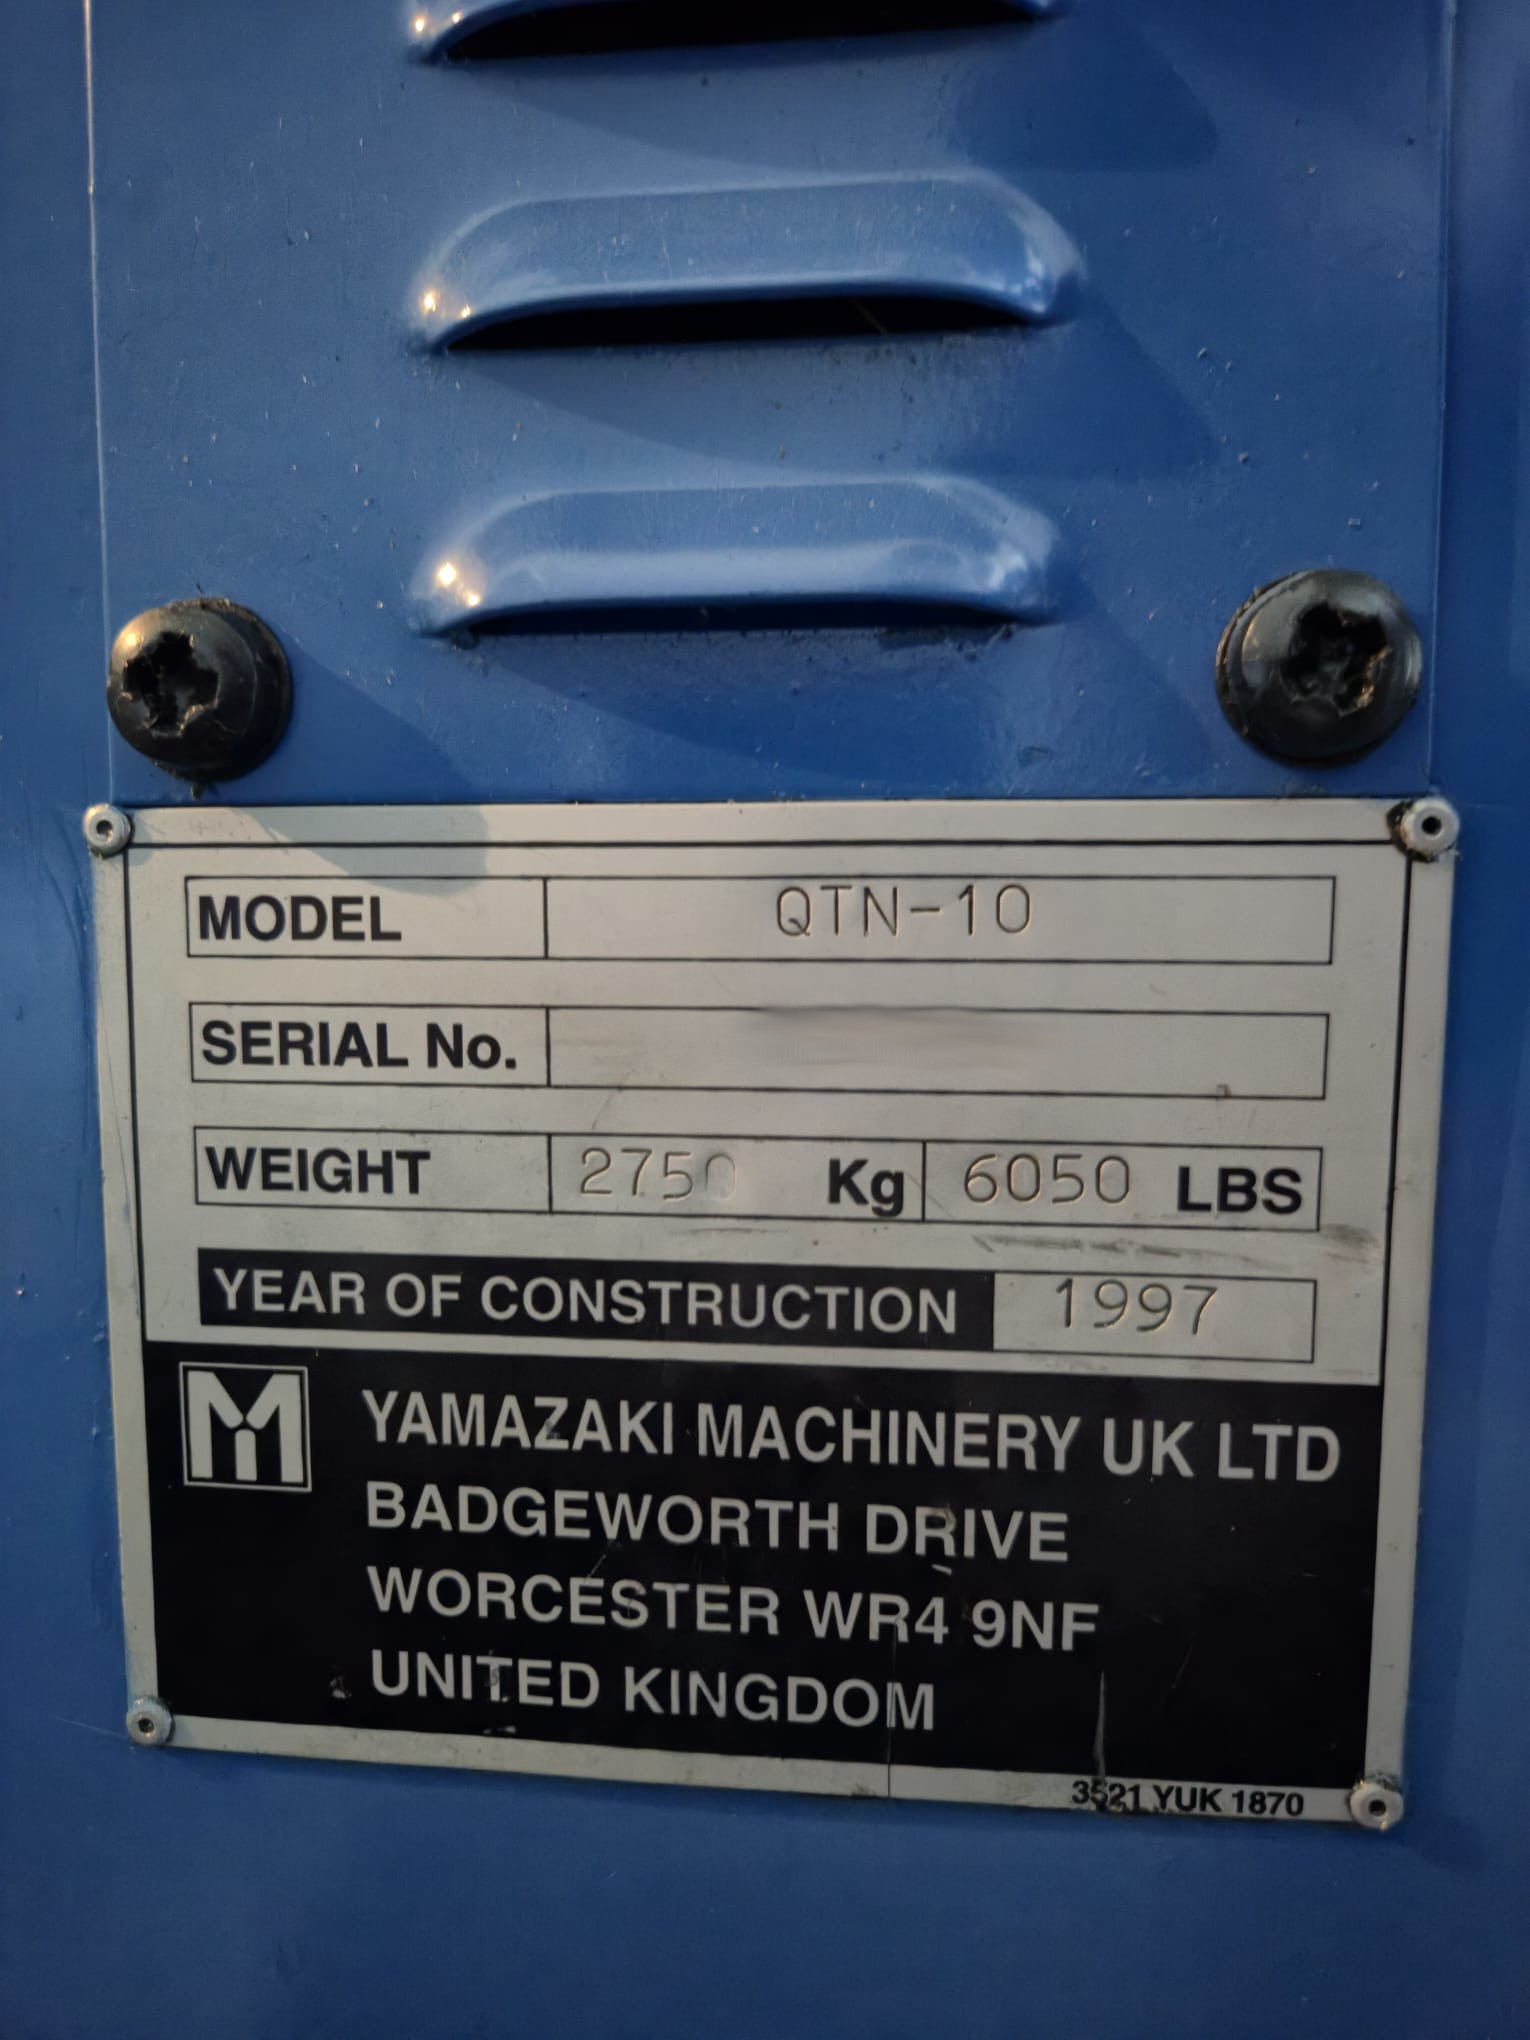 MODEL QTN-10
SERIAL No.
WEIGHT 2750 Kg 6050 LBS
YEAR OF CONSTRUCTION 1997
YAMAZAKI MACHINERY UK LTD
BADGEWORTH DRIVE
WORCESTER WR4 9NF
UNITED KINGDOM
3521 YUK 1870